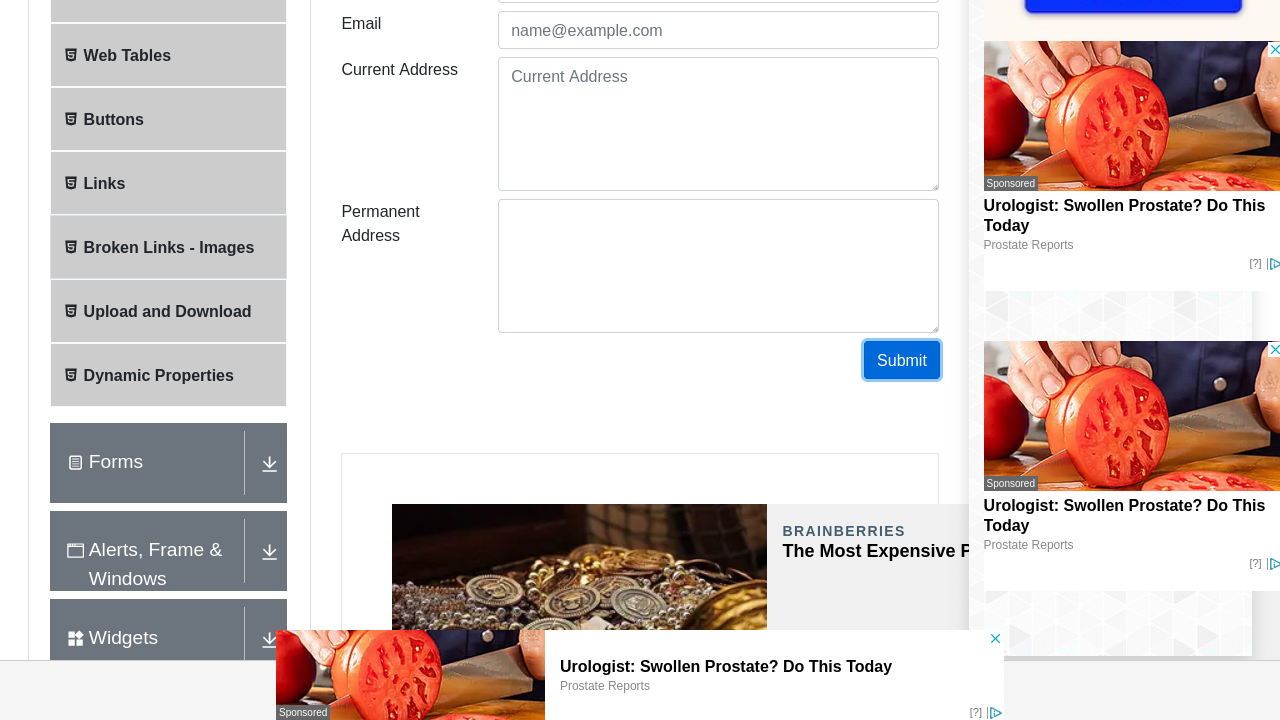 Email
name@example.com
Web Tables
Current Address
Current Address
Buttons
Links
Permanent
Address
Broken Links - Images
Upload and Download
Submit
Dynamic Properties
Forms
Alerts, Frame &
Windows
Widgets
BRAINBERRIES
The Most Expensive P
Sponsored
Urologist: Swollen Prostate? Do This
Today
Prostate Reports
[?]
Sponsored
Urologist: Swollen Prostate? Do This
Today
Prostate Reports
[?]
Sponsored
Urologist: Swollen Prostate? Do This Today
Prostate Reports
[?]